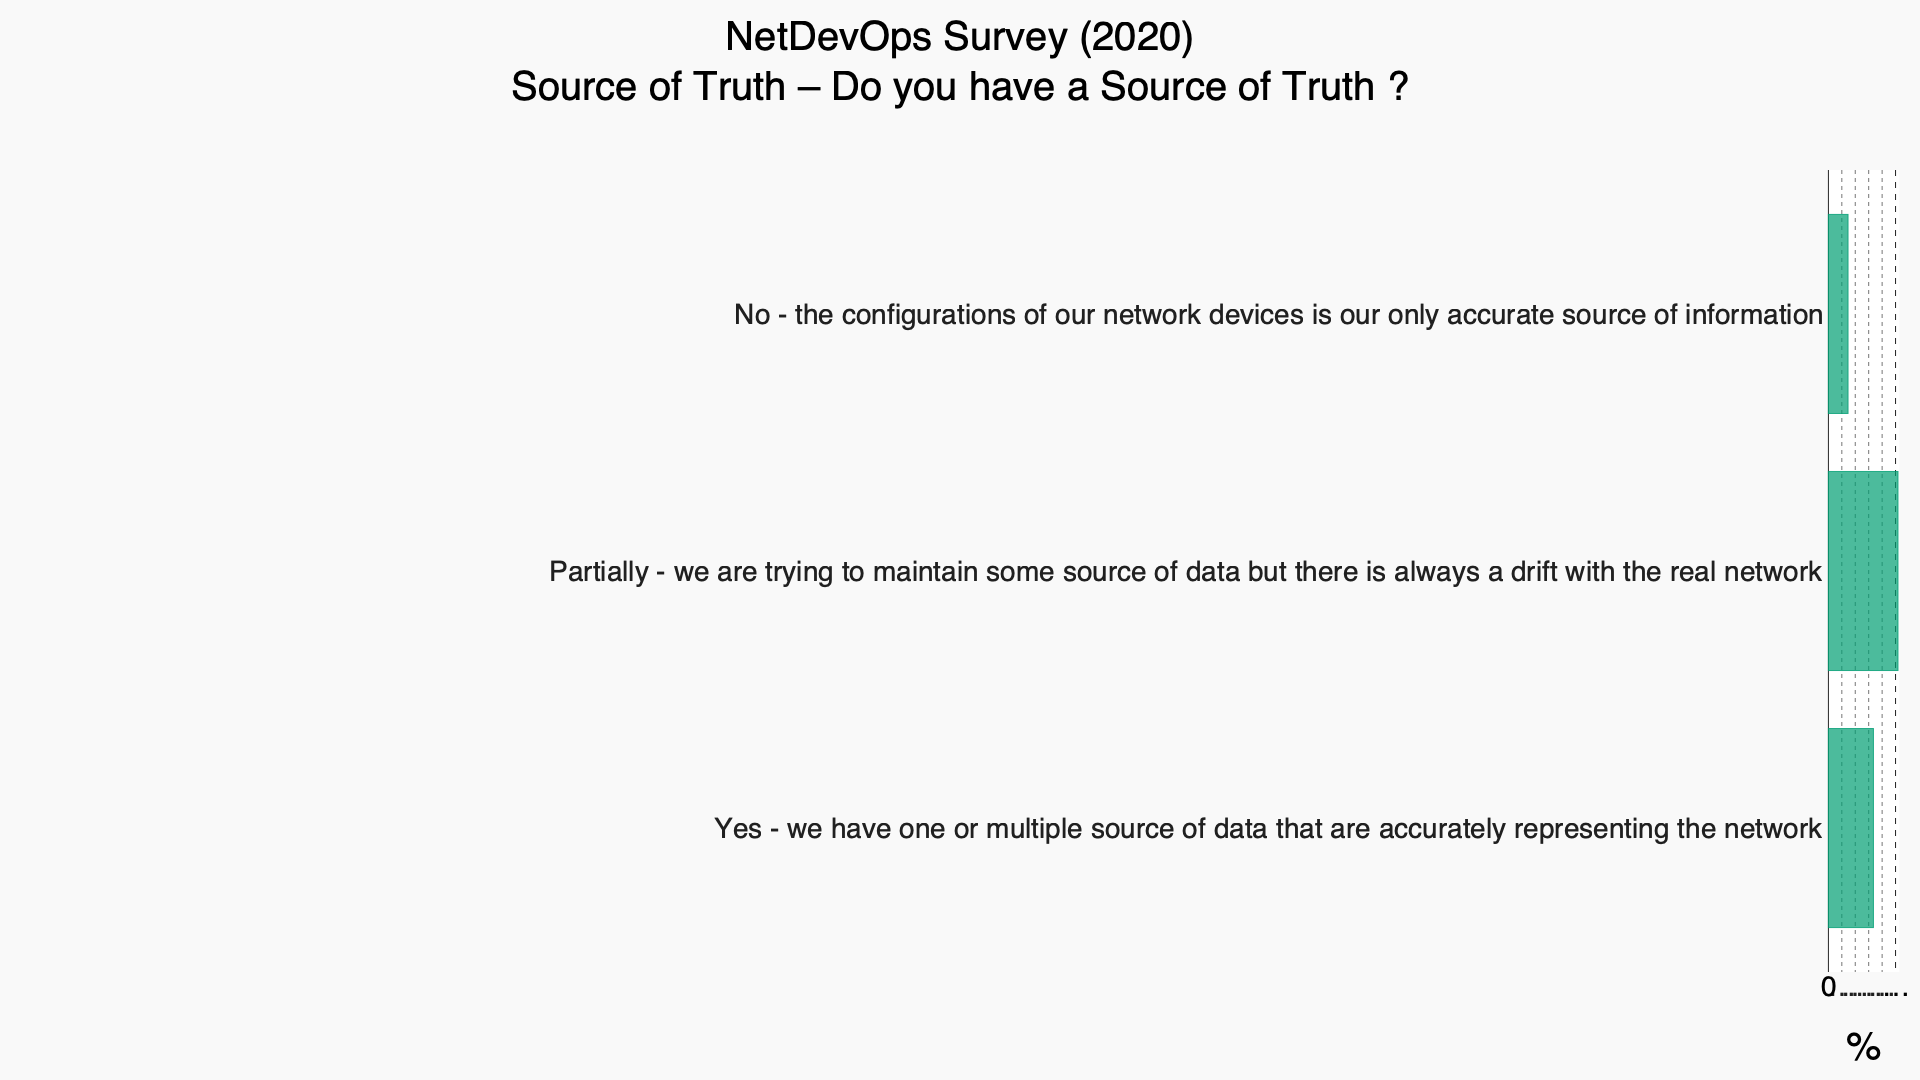 NetDevOps Survey (2020)
Source of Truth – Do you have a Source of Truth ?
No - the configurations of our network devices is our only accurate source of information
Partially - we are trying to maintain some source of data but there is always a drift with the real network
Yes - we have one or multiple source of data that are accurately representing the network
0
%